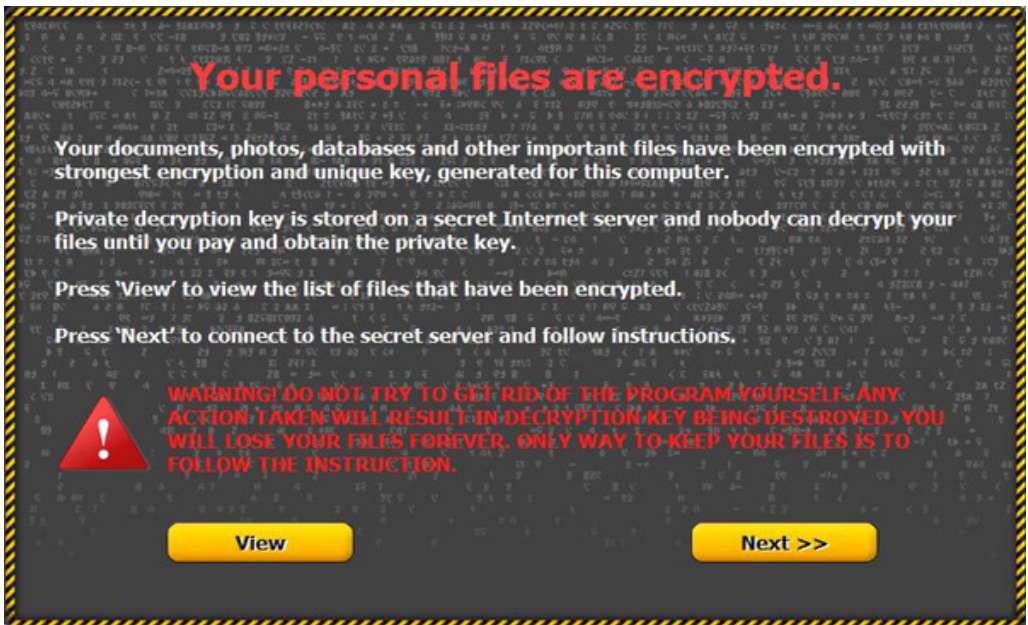 Your personal files are encrypted.
Your documents, photos, databases and other important files have been encrypted with
strongest encryption and unique key, generated for this computer.
Private decryption key is stored on a secret Internet server and nobody can decrypt your
files until you pay and obtain the private key.
Press ‘View’ to view the list of files that have been encrypted.
Press ‘Next’ to connect to the secret server and follow instructions.
WARNING! DO NOT TRY TO GET RID OF THE PROGRAM YOURSELF. ANY
ACTION TAKEN WILL RESULT IN DECRYPTION KEY BEING DESTROYED. YOU
WILL LOSE YOUR FILES FOREVER. ONLY WAY TO KEEP YOUR FILES IS TO
FOLLOW THE INSTRUCTION.
View
Next >>